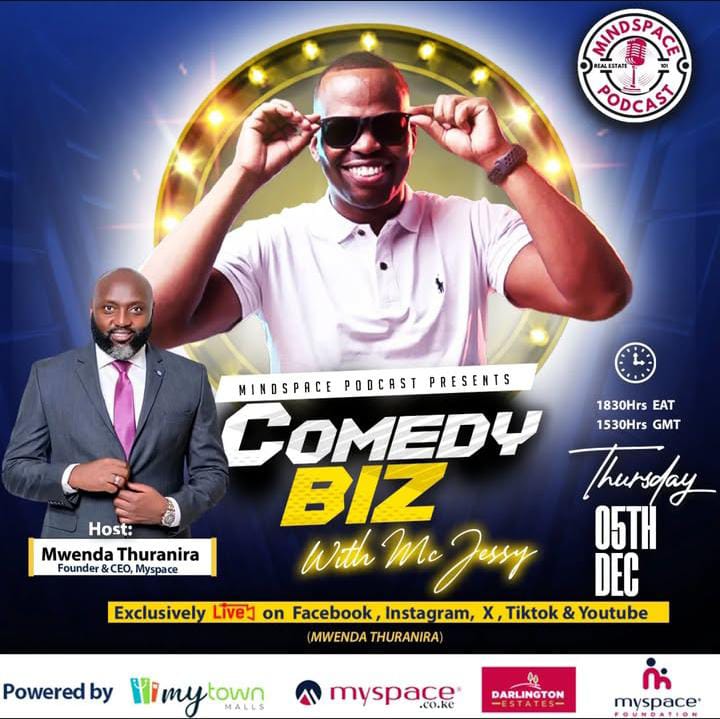 MINDSPACE
REAL ESTATE 101
PODCAST
MINDSPACE PODCAST PRESENTS
COMEDY
BIZ
With Mc Jessy
1830Hrs EAT
1530Hrs GMT
Thursday
05TH
DEC
Host:
Mwenda Thuranira
Founder & CEO, Myspace
Exclusively Live on Facebook, Instagram, X, Tiktok & Youtube
(MWENDA THURANIRA)
Powered by
mytown
MALLS
myspace
.co.ke
DARLINGTON
ESTATES
myspace
FOUNDATION